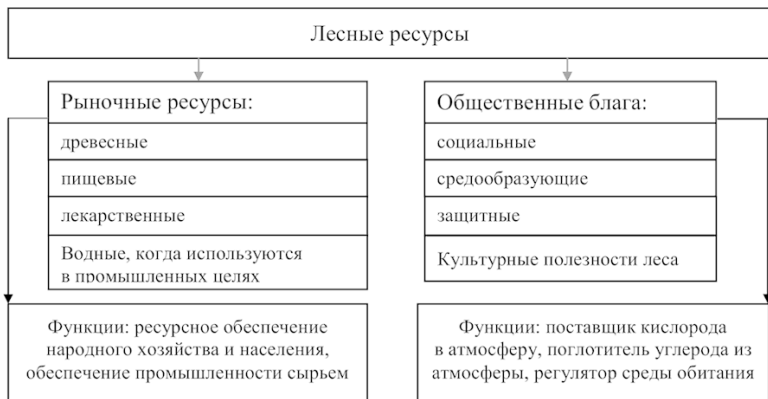 Лесные ресурсы
Рыночные ресурсы:
древесные
пищевые
лекарственные
Водные, когда используются
в промышленных целях
Функции: ресурсное обеспечение
народного хозяйства и населения,
обеспечение промышленности сырьем
Общественные блага:
социальные
средообразующие
защитные
Культурные полезности леса
Функции: поставщик кислорода
в атмосферу, поглотитель углерода из
атмосферы, регулятор среды обитания